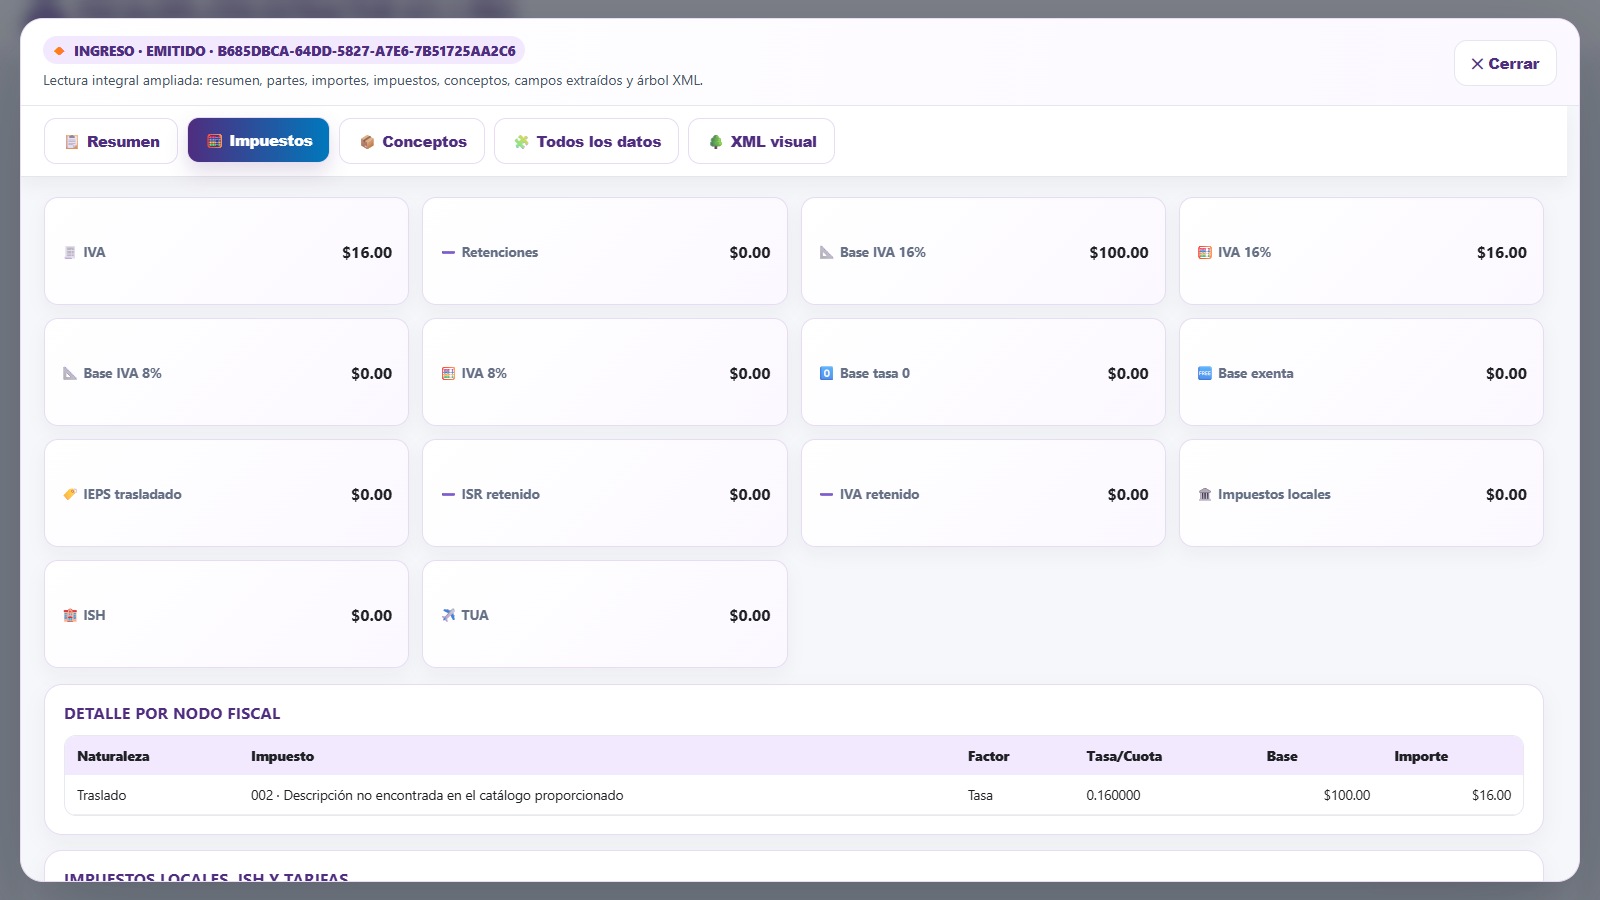 INGRESO · EMITIDO · B685DBCA-64DD-5827-A7E6-7B51725AA2C6
Lectura integral ampliada: resumen, partes, importes, impuestos, conceptos, campos extraídos y árbol XML.
Cerrar
Resumen Impuestos Conceptos Todos los datos XML visual
IVA $16.00 Retenciones $0.00 Base IVA 16% $100.00 IVA 16% $16.00
Base IVA 8% $0.00 IVA 8% $0.00 Base tasa 0 $0.00 Base exenta $0.00
IEPS trasladado $0.00 ISR retenido $0.00 IVA retenido $0.00 Impuestos locales $0.00
ISH $0.00 TUA $0.00
DETALLE POR NODO FISCAL
Naturaleza Impuesto Factor Tasa/Cuota Base Importe
Traslado 002 · Descripción no encontrada en el catálogo proporcionado Tasa 0.160000 $100.00 $16.00
IMPUESTOS LOCALES, ISH Y TARIFAS